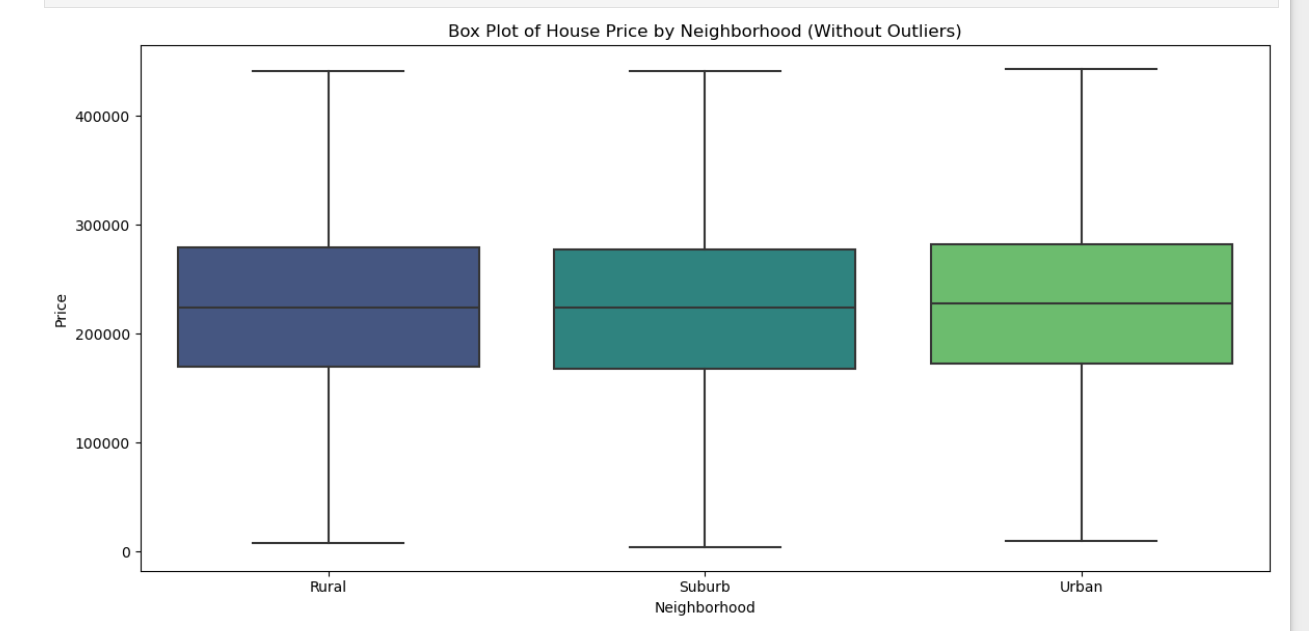 Box Plot of House Price by Neighborhood (Without Outliers)
400000
300000
200000
100000
0
Price
Rural Suburb Urban
Neighborhood